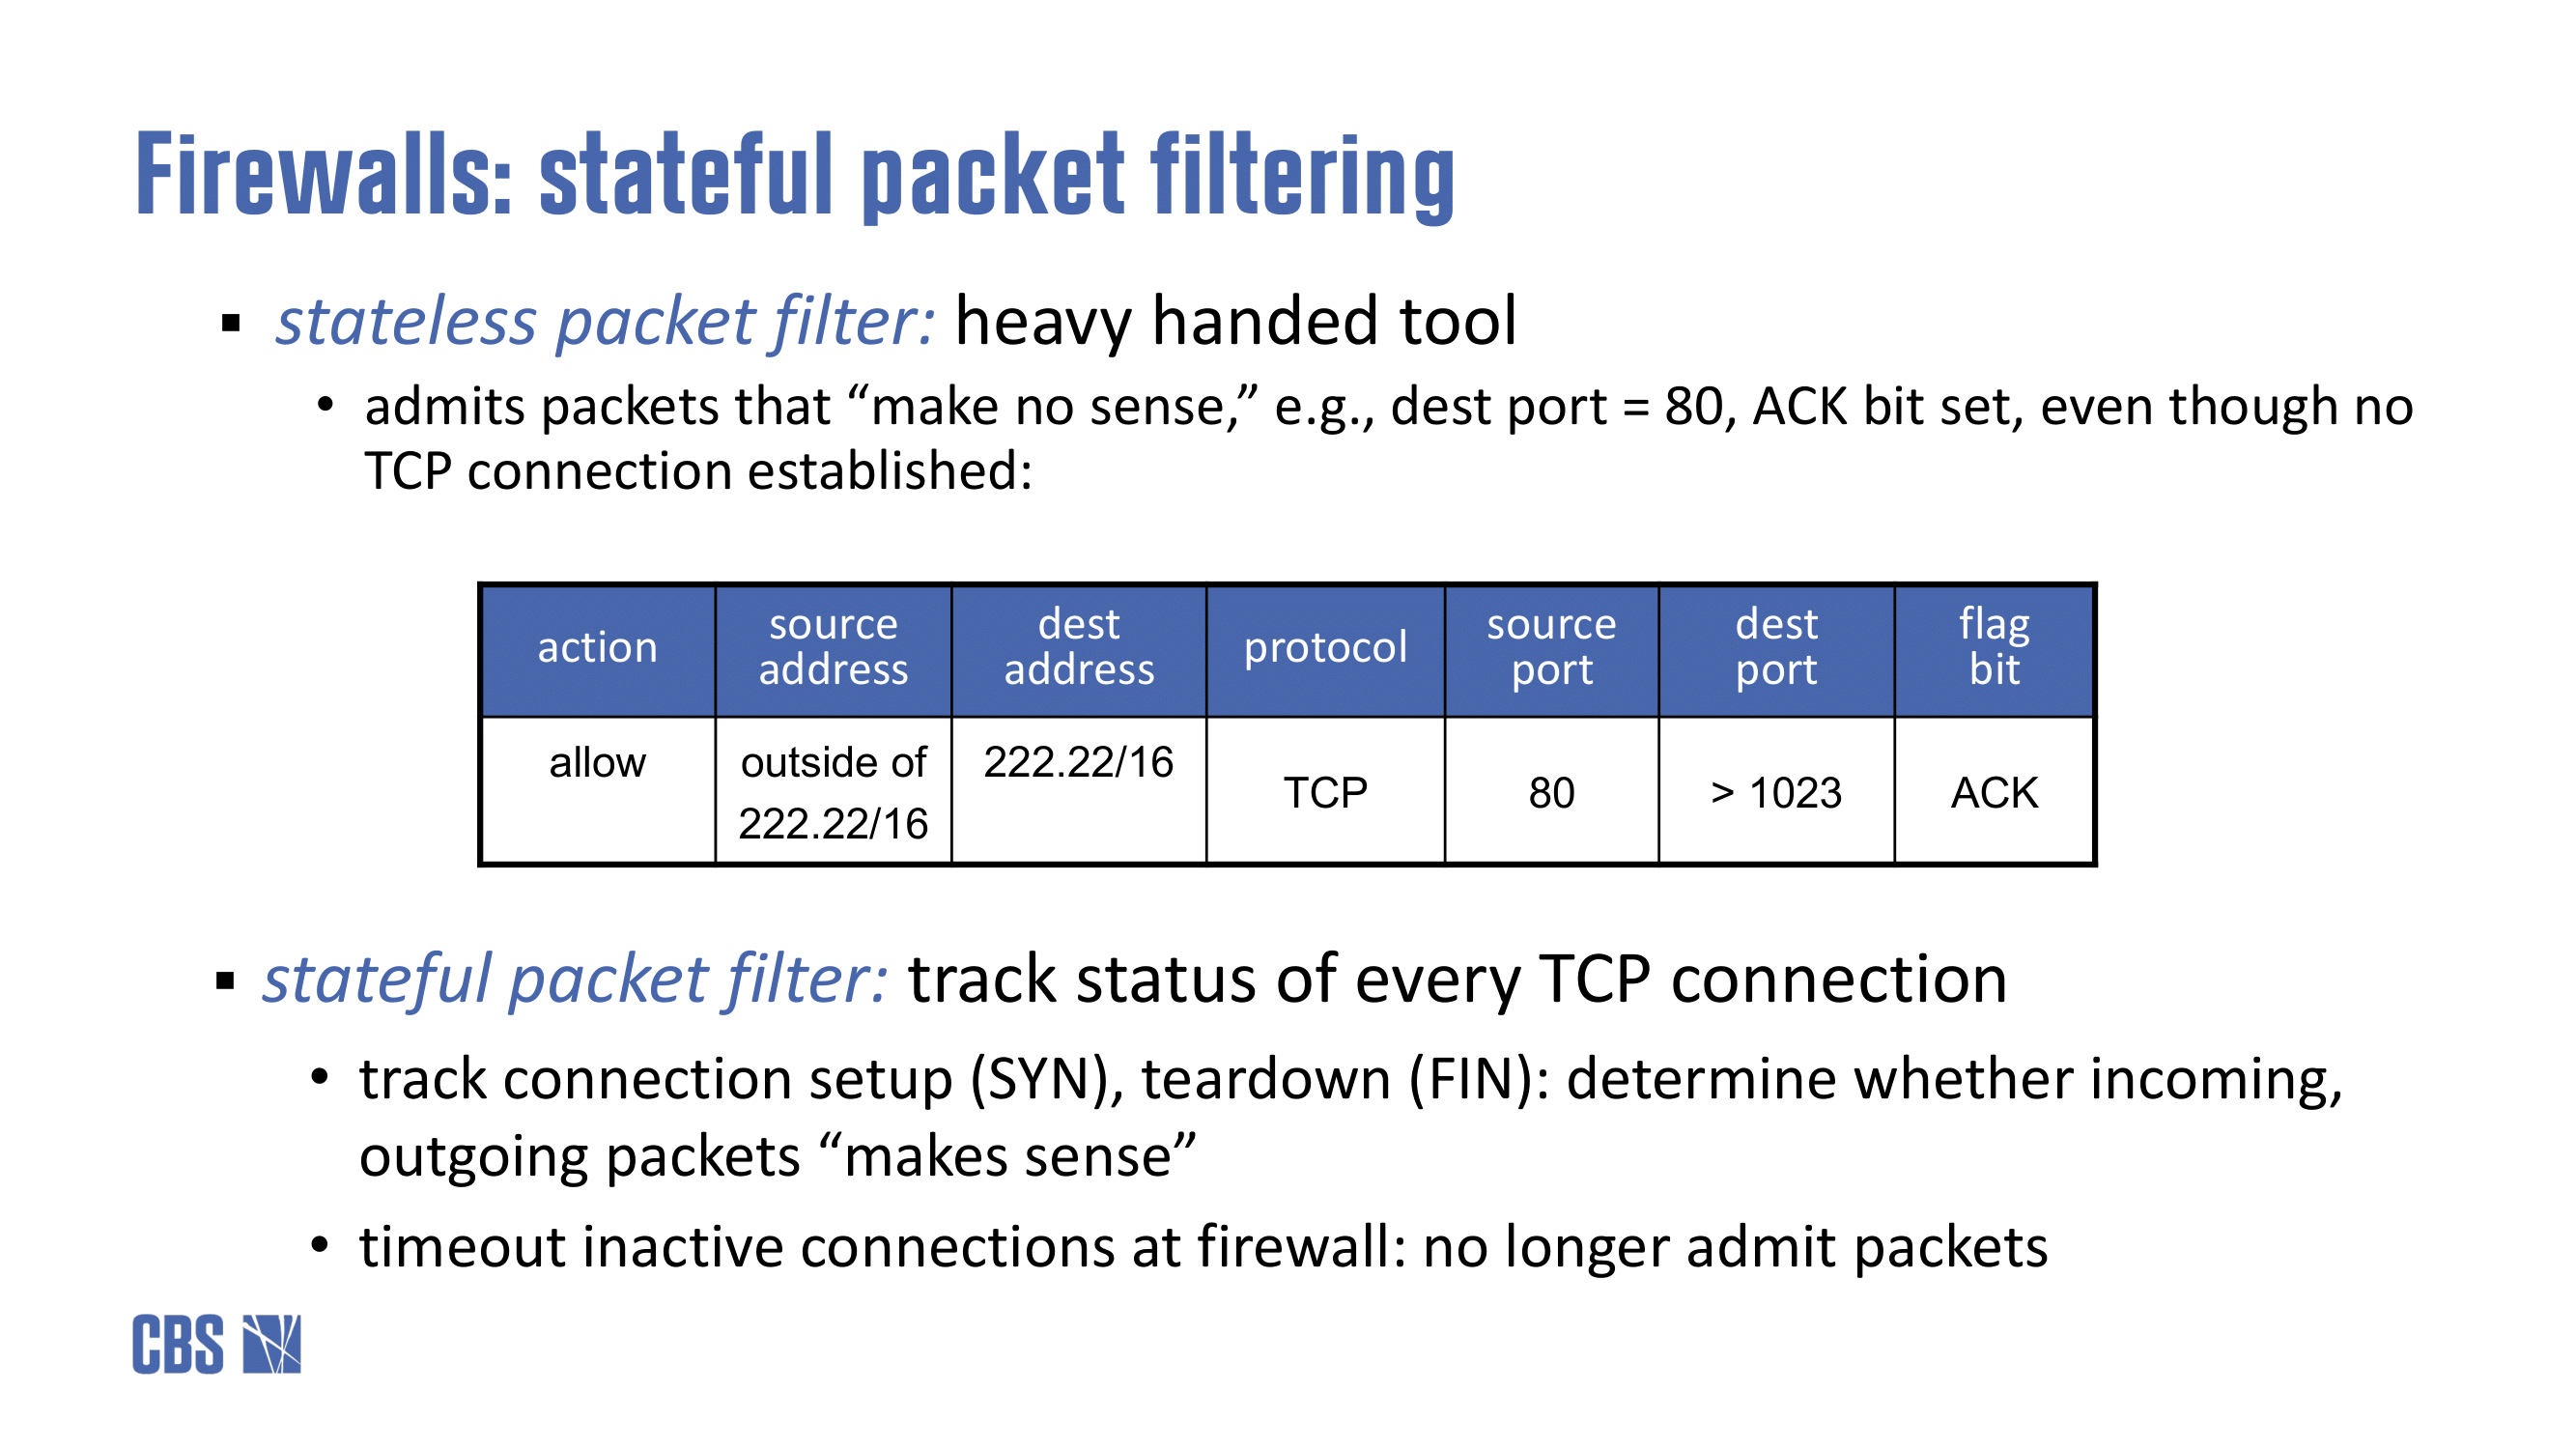 Firewalls: stateful packet filtering
▪ stateless packet filter: heavy handed tool
• admits packets that “make no sense,” e.g., dest port = 80, ACK bit set, even though no
TCP connection established:
action source address dest address protocol source port dest port flag bit
allow outside of 222.22/16 222.22/16 TCP 80 > 1023 ACK
▪ stateful packet filter: track status of every TCP connection
• track connection setup (SYN), teardown (FIN): determine whether incoming,
outgoing packets “makes sense”
• timeout inactive connections at firewall: no longer admit packets
CBS